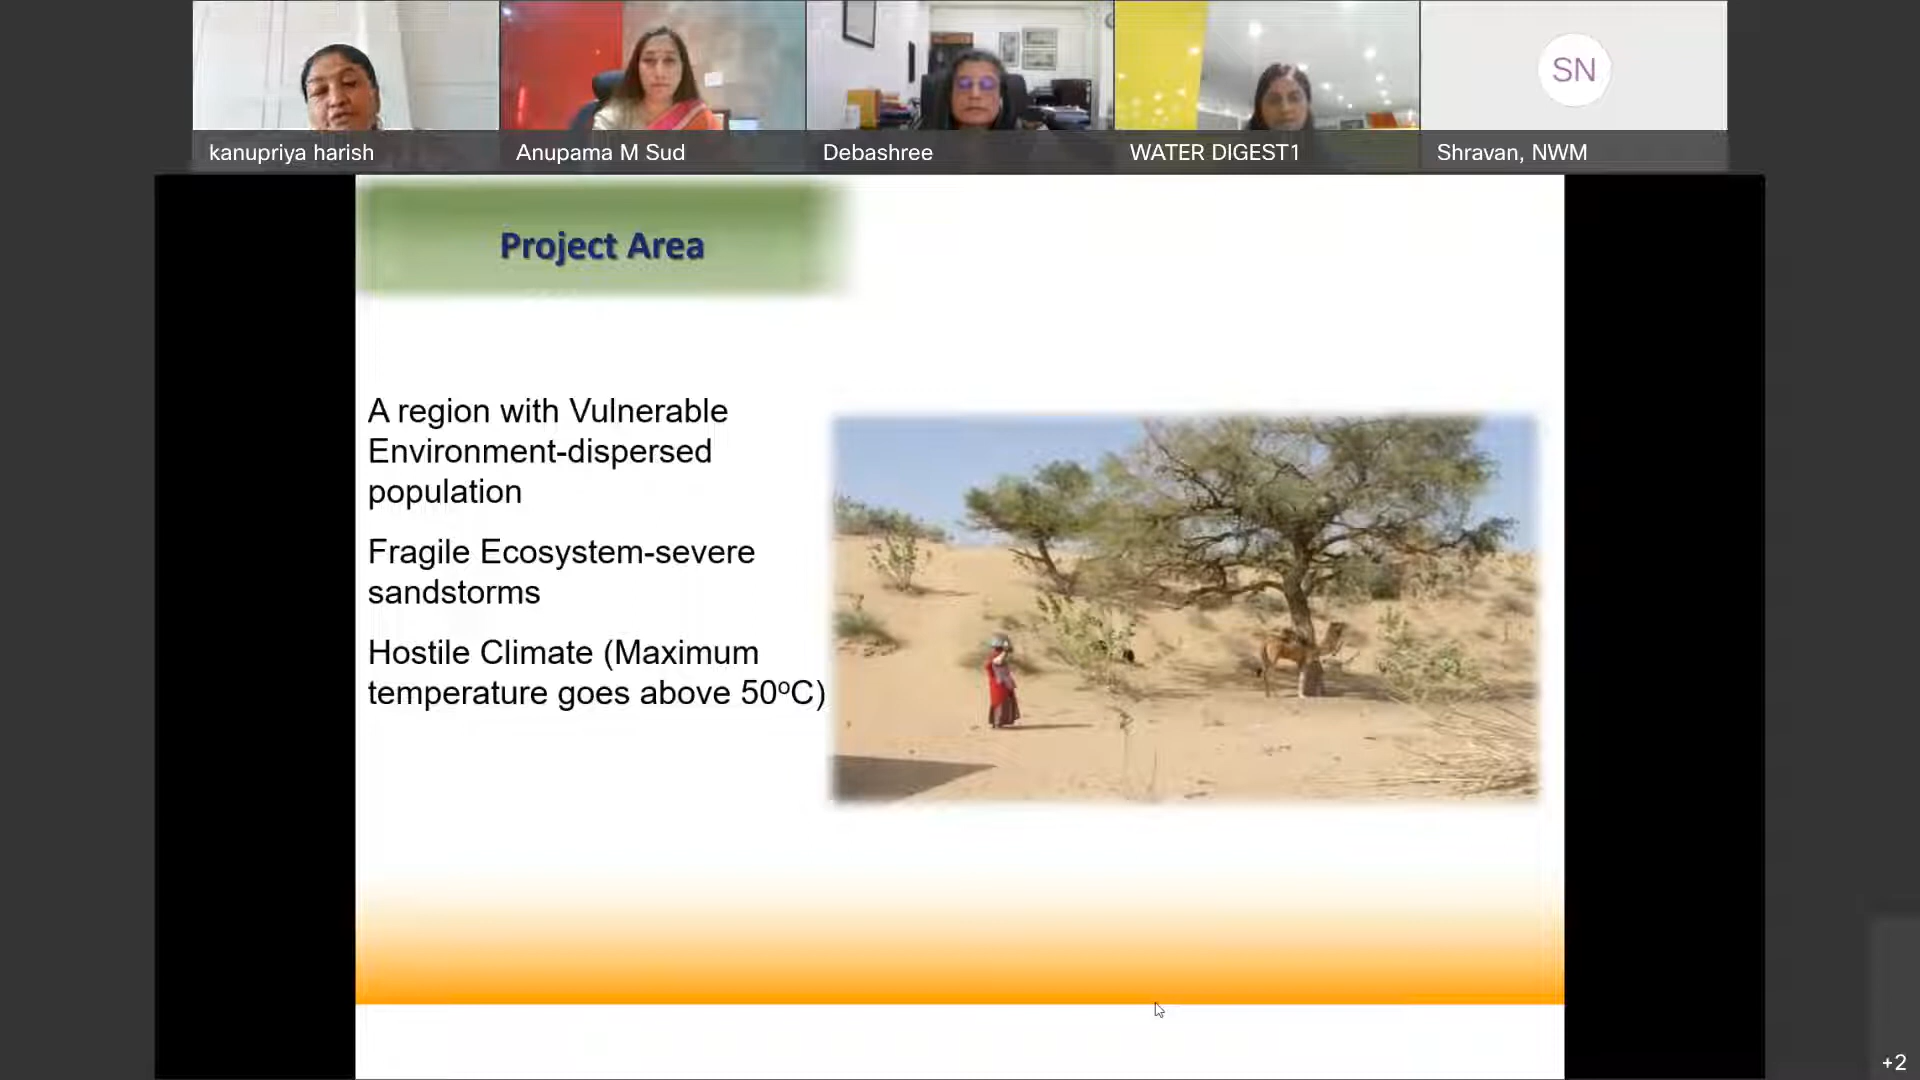 kanupriya harish
Anupama M Sud
Debashree
WATER DIGEST1
SN
Shravan, NWM
Project Area
A region with Vulnerable
Environment-dispersed
population
Fragile Ecosystem-severe
sandstorms
Hostile Climate (Maximum
temperature goes above 50ºC)
+2